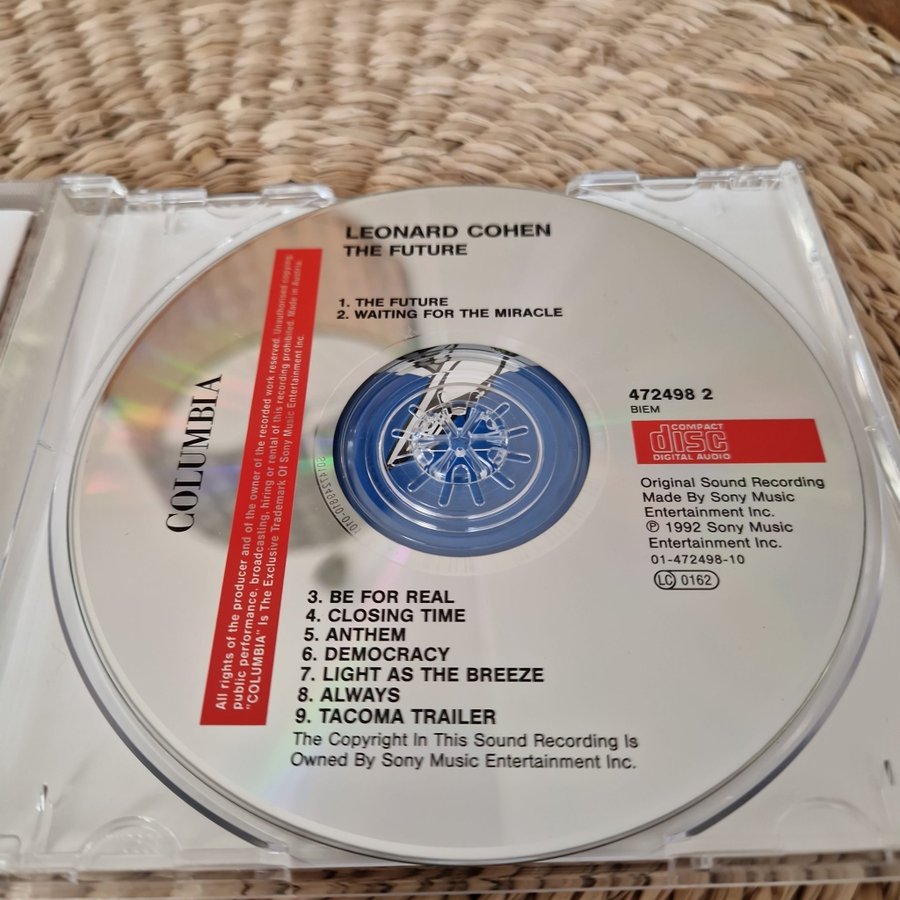 LEONARD COHEN
THE FUTURE
1. THE FUTURE
2. WAITING FOR THE MIRACLE
COLUMBIA
All rights of the producer and of the owner of the recorded work reserved. Unauthorised copying,
public performance, broadcasting, hiring or rental of this recording prohibited. Made in Austria.
"COLUMBIA" Is The Exclusive Trademark Of Sony Music Entertainment Inc.
472498 2
BIEM
COMPACT
disc
DIGITAL AUDIO
Original Sound Recording
Made By Sony Music
Entertainment Inc.
℗ 1992 Sony Music
Entertainment Inc.
01-472498-10
LC 0162
3. BE FOR REAL
4. CLOSING TIME
5. ANTHEM
6. DEMOCRACY
7. LIGHT AS THE BREEZE
8. ALWAYS
9. TACOMA TRAILER
The Copyright In This Sound Recording Is
Owned By Sony Music Entertainment Inc.